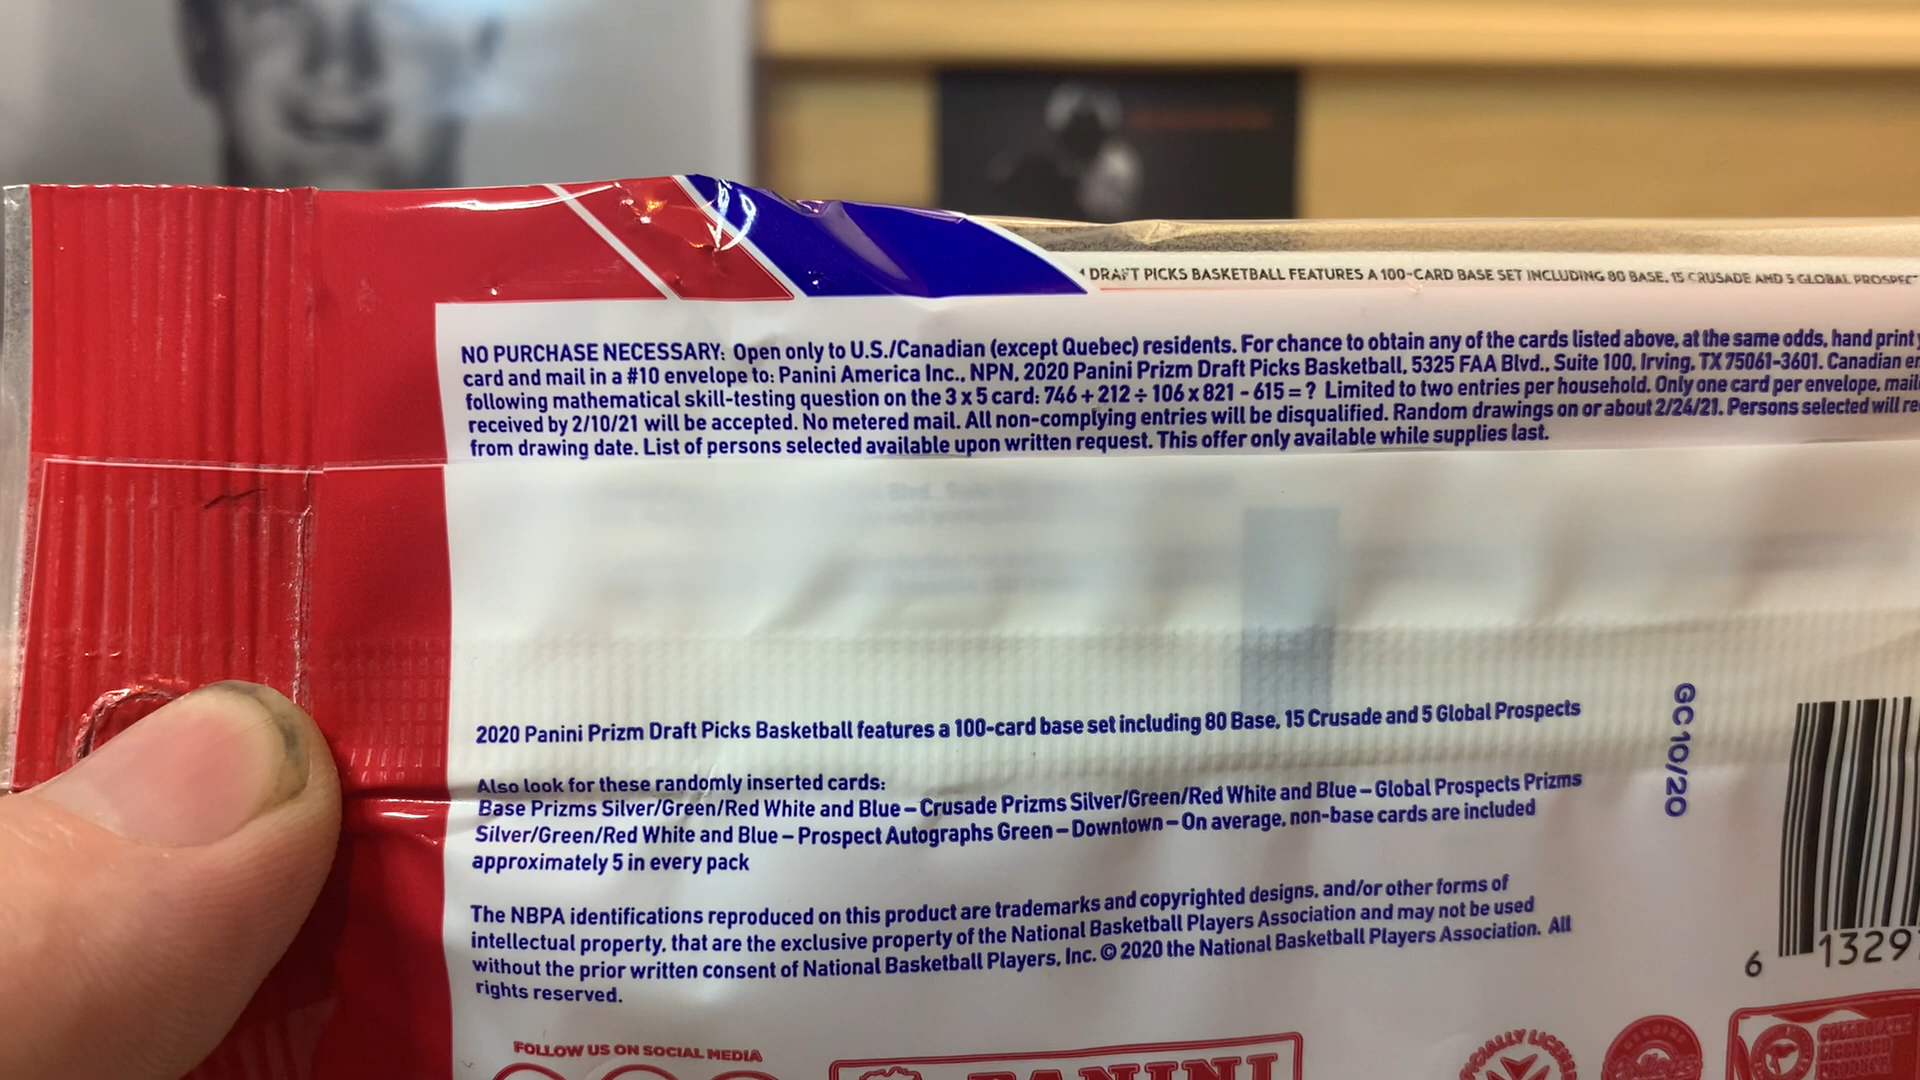 DRAFT PICKS BASKETBALL FEATURES A 100-CARD BASE SET INCLUDING 80 BASE, 15 CRUSADE AND 5 GLOBAL PROSPEC
NO PURCHASE NECESSARY: Open only to U.S./Canadian (except Quebec) residents. For chance to obtain any of the cards listed above, at the same odds, hand print
card and mail in a #10 envelope to: Panini America Inc., NPN, 2020 Panini Prizm Draft Picks Basketball, 5325 FAA Blvd., Suite 100, Irving, TX 75061-3601. Canadian
following mathematical skill-testing question on the 3 x 5 card: 746 + 212 ÷ 106 x 821 - 615 = ? Limited to two entries per household. Only one card per envelope,
received by 2/10/21 will be accepted. No metered mail. All non-complying entries will be disqualified. Random drawings on or about 2/24/21. Persons selected will
from drawing date. List of persons selected available upon written request. This offer only available while supplies last.
2020 Panini Prizm Draft Picks Basketball features a 100-card base set including 80 Base, 15 Crusade and 5 Global Prospects
Also look for these randomly inserted cards:
Base Prizms Silver/Green/Red White and Blue – Crusade Prizms Silver/Green/Red White and Blue – Global Prospects Prizms
Silver/Green/Red White and Blue – Prospect Autographs Green – Downtown – On average, non-base cards are included
approximately 5 in every pack
GC 10/20
The NBPA identifications reproduced on this product are trademarks and copyrighted designs, and/or other forms of
intellectual property, that are the exclusive property of the National Basketball Players Association and may not be used
without the prior written consent of National Basketball Players, Inc. © 2020 the National Basketball Players Association. All
rights reserved.
6 1329
FOLLOW US ON SOCIAL MEDIA
PANINI
COLLEGIATE
LICENSED
PRODUCT